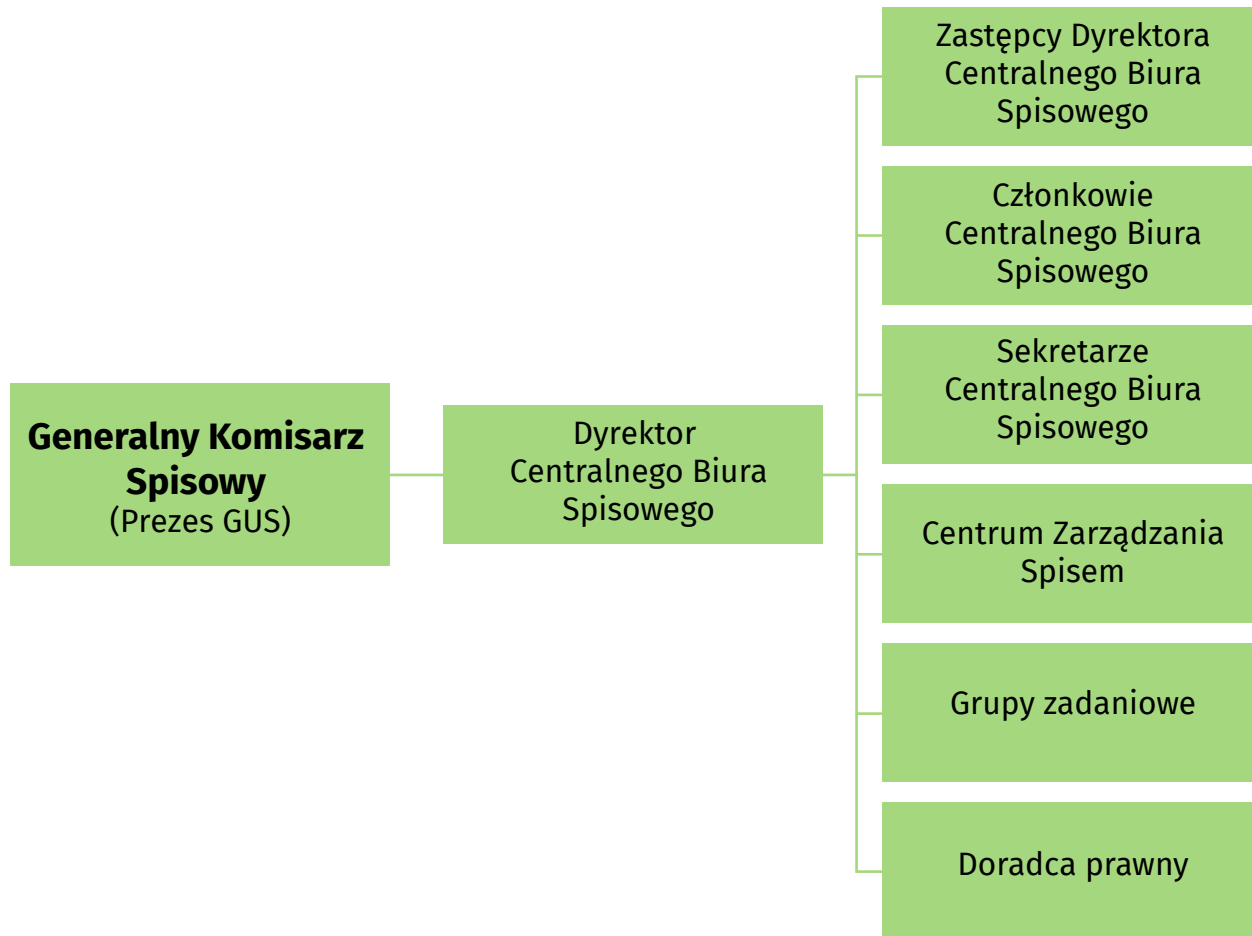 Zastępcy Dyrektora
Centralnego Biura
Spisowego
Członkowie
Centralnego Biura
Spisowego
Sekretarze
Centralnego Biura
Spisowego
Generalny Komisarz
Spisowy
(Prezes GUS)
Dyrektor
Centralnego Biura
Spisowego
Centrum Zarządzania
Spisem
Grupy zadaniowe
Doradca prawny